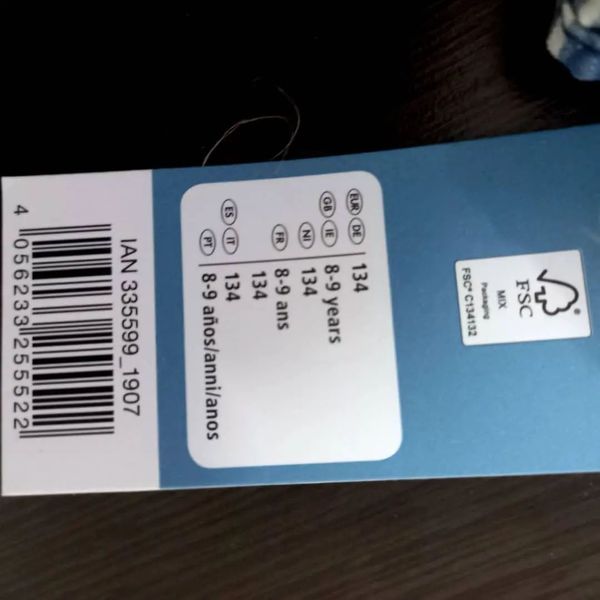 FSC
®
MIX
Packaging
FSC® C134132
EUR DE 134
GB IE 8-9 years
NI 134
FR 8-9 ans
134
ES IT 134
PT 8-9 años/anni/anos
IAN 335599_1907
4 056233 255522